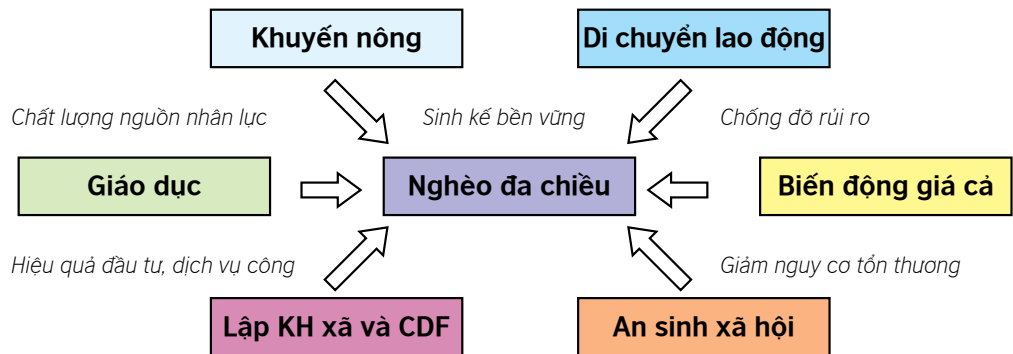 Khuyến nông
Di chuyển lao động
Chất lượng nguồn nhân lực
Sinh kế bền vững
Chống đỡ rủi ro
Giáo dục
Nghèo đa chiều
Biến động giá cả
Hiệu quả đầu tư, dịch vụ công
Giảm nguy cơ tổn thương
Lập KH xã và CDF
An sinh xã hội